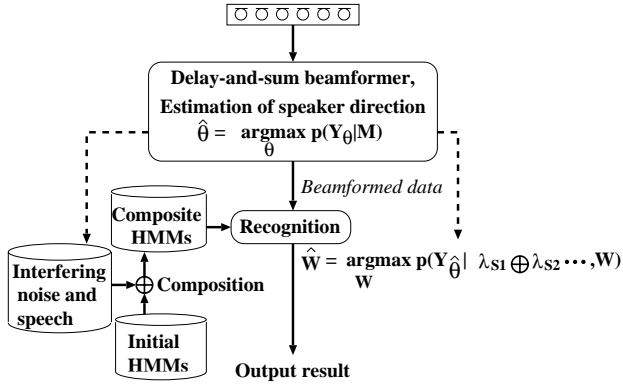 Delay-and-sum beamformer,
Estimation of speaker direction
θ̂ = argmax p(Y_θ|M)
θ
Beamformed data
Composite
HMMs
Recognition
Ŵ = argmax p(Y_θ̂| λ_S1 ⊕ λ_S2 ···,W)
W
Interfering
noise and
speech
⊕ Composition
Initial
HMMs
Output result